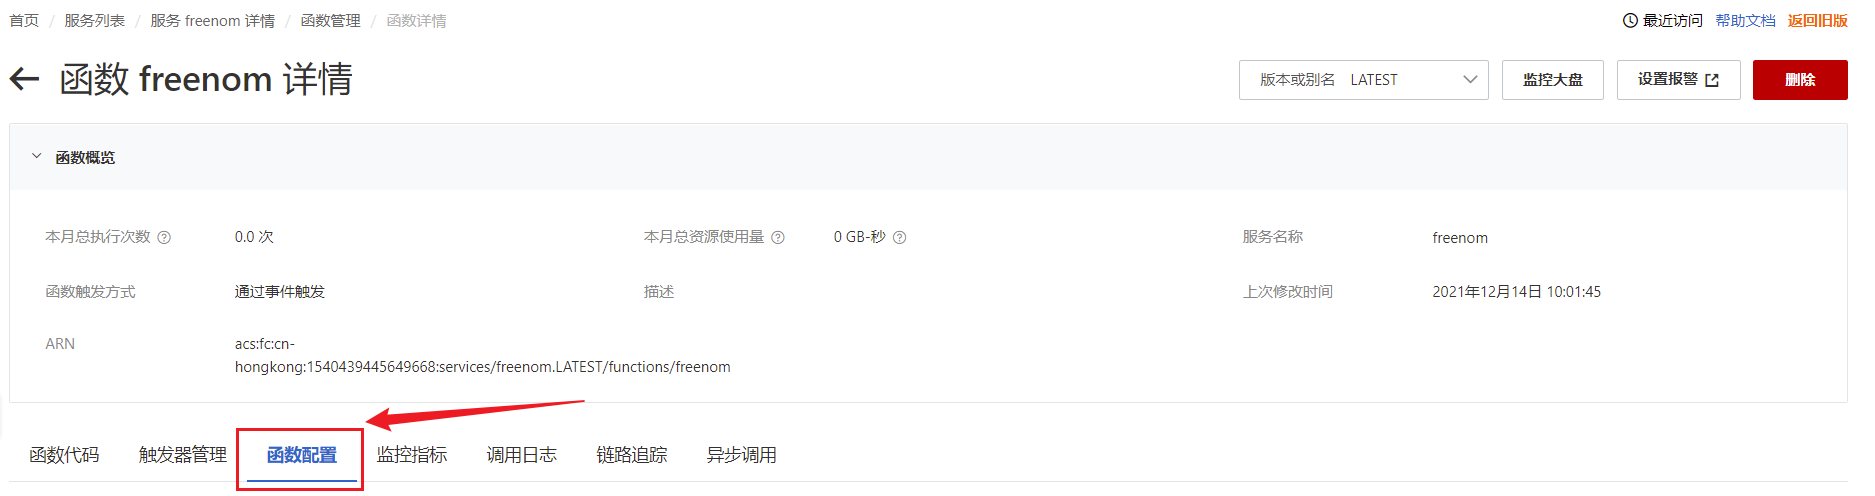 首页 / 服务列表 / 服务 freenom 详情 / 函数管理 / 函数详情
最近访问 帮助文档 返回旧版
函数 freenom 详情
版本或别名 LATEST 监控大盘 设置报警 删除
函数概览
本月总执行次数 0.0 次 本月总资源使用量 0 GB-秒 服务名称 freenom
函数触发方式 通过事件触发 描述 上次修改时间 2021年12月14日 10:01:45
ARN acs:fc:cn-
hongkong:1540439445649668:services/freenom.LATEST/functions/freenom
函数代码 触发器管理 函数配置 监控指标 调用日志 链路追踪 异步调用